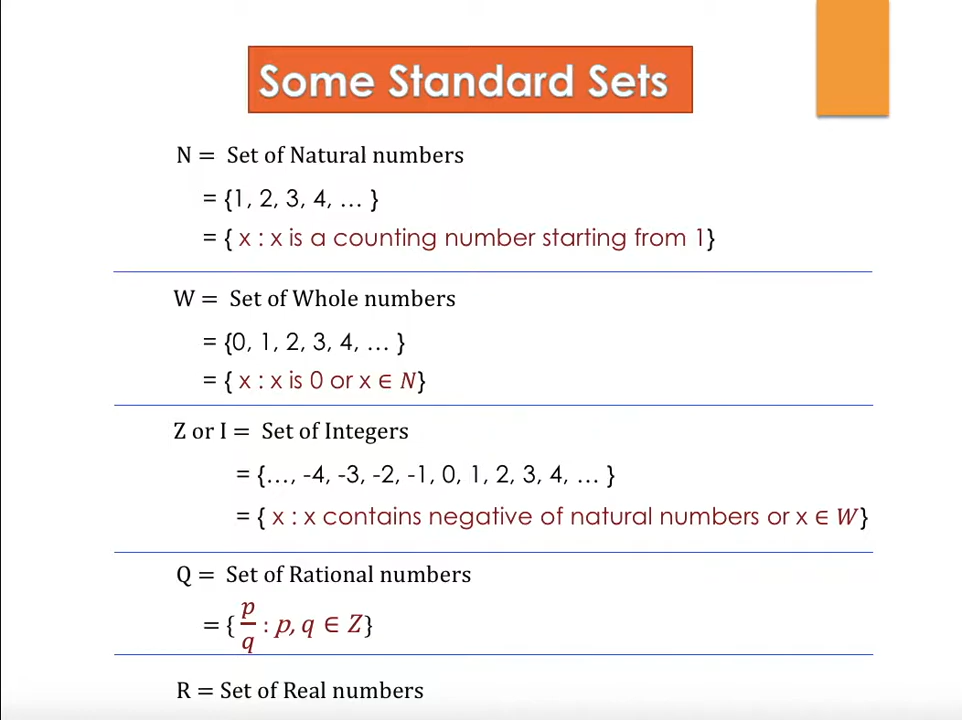 Some Standard Sets
N = Set of Natural numbers
= {1, 2, 3, 4, … }
= { x : x is a counting number starting from 1}
W = Set of Whole numbers
= {0, 1, 2, 3, 4, … }
= { x : x is 0 or x ∈ N}
Z or I = Set of Integers
= {…, -4, -3, -2, -1, 0, 1, 2, 3, 4, … }
= { x : x contains negative of natural numbers or x ∈ W}
Q = Set of Rational numbers
= { p/q : p, q ∈ Z}
R = Set of Real numbers